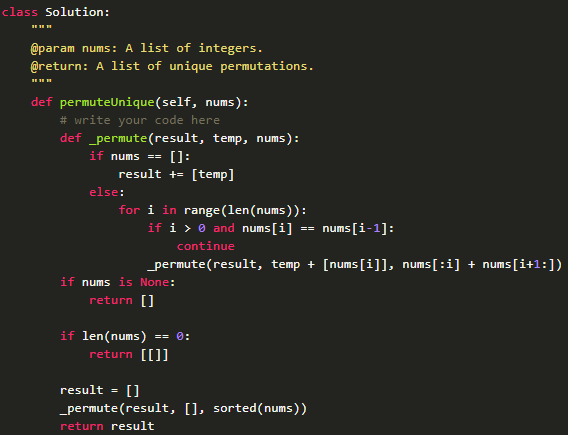 class Solution:
    """
    @param nums: A list of integers.
    @return: A list of unique permutations.
    """
    def permuteUnique(self, nums):
        # write your code here
        def _permute(result, temp, nums):
            if nums == []:
                result += [temp]
            else:
                for i in range(len(nums)):
                    if i > 0 and nums[i] == nums[i-1]:
                        continue
                    _permute(result, temp + [nums[i]], nums[:i] + nums[i+1:])
        if nums is None:
            return []

        if len(nums) == 0:
            return [[]]

        result = []
        _permute(result, [], sorted(nums))
        return result